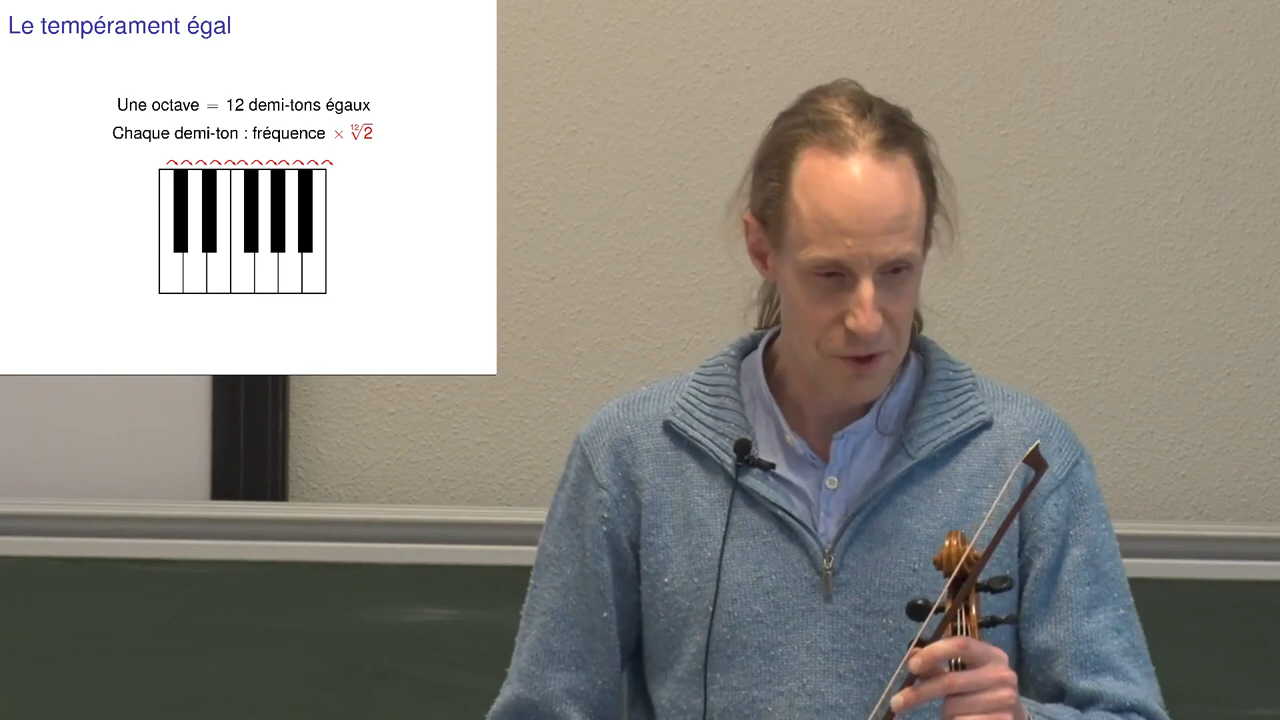 Le tempérament égal
Une octave = 12 demi-tons égaux
Chaque demi-ton : fréquence × ¹²√2